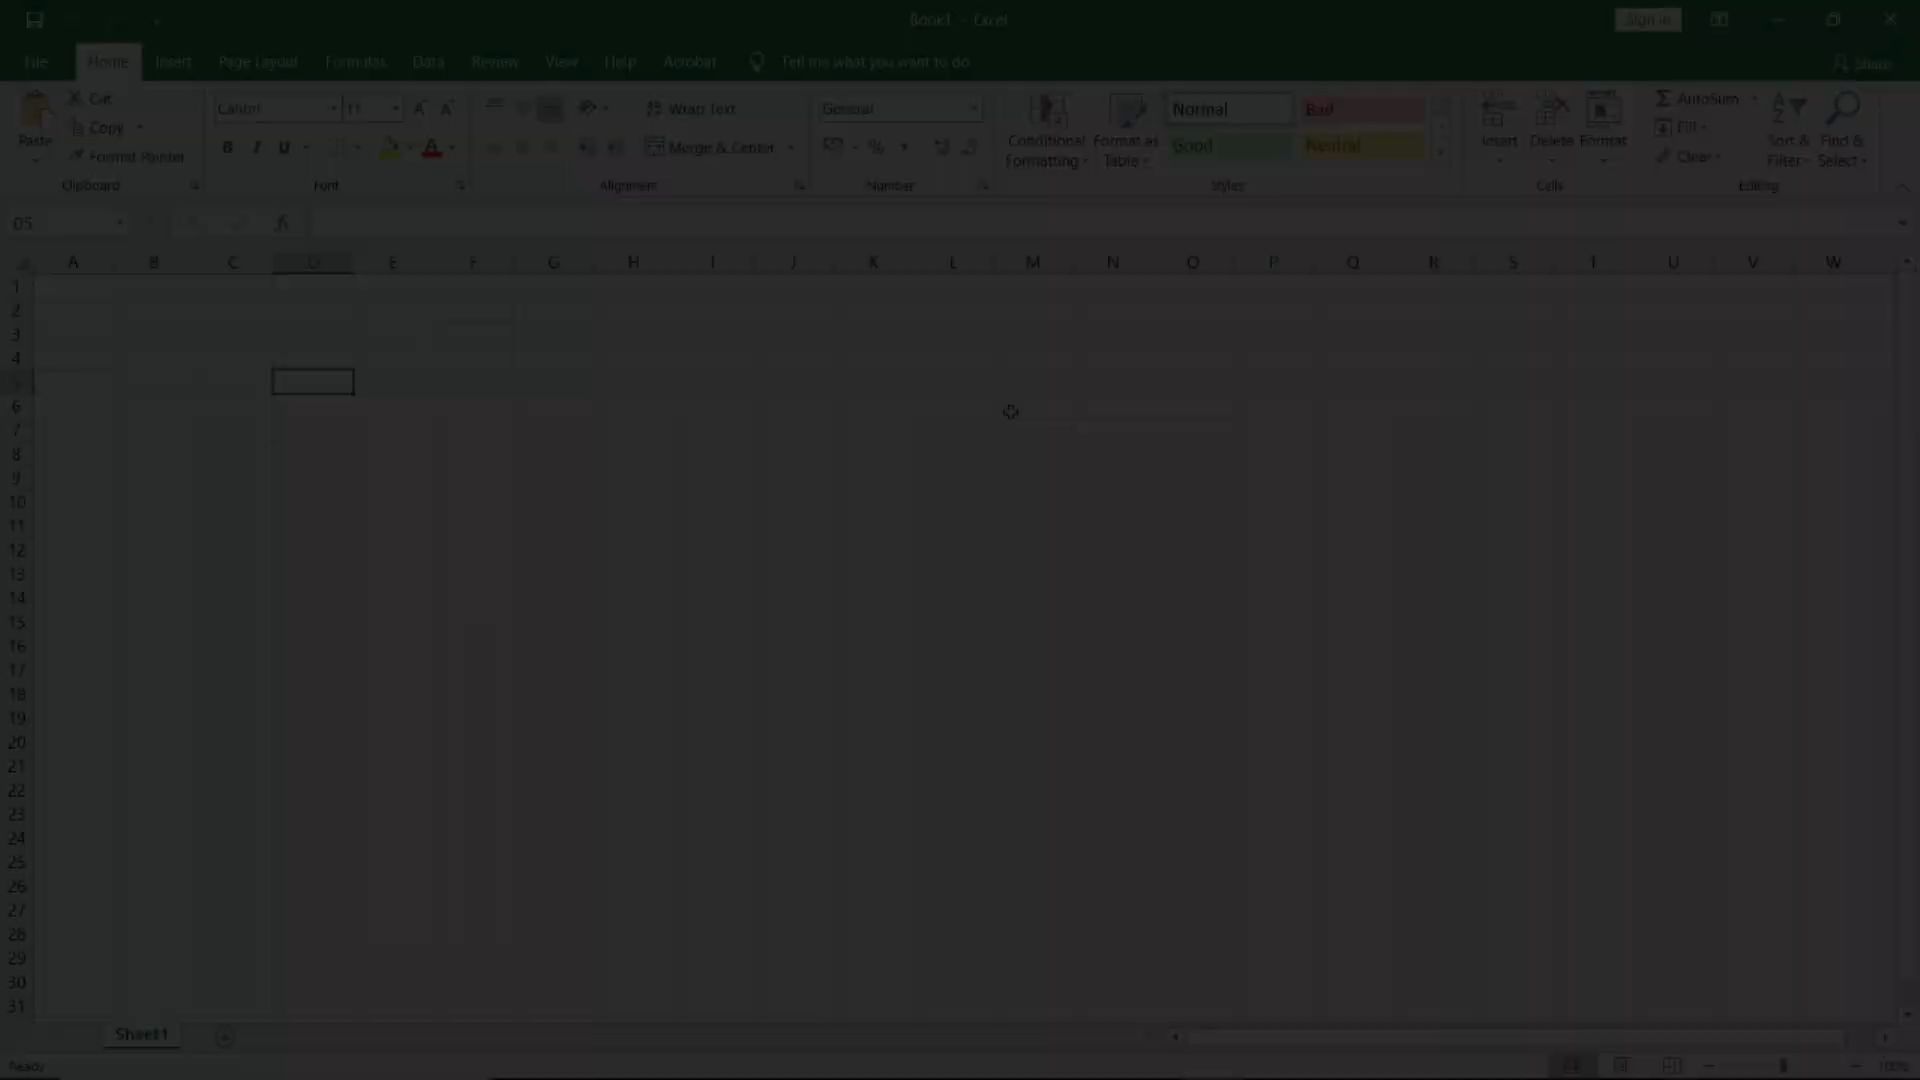 Book1 - Excel
Sign in
File Home Insert Page Layout Formulas Data Review View Help Acrobat Tell me what you want to do Share
Cut
Copy
Format Painter
Paste
Clipboard
Calibri 11
B I U
Font
Wrap Text
Merge & Center
Alignment
General
%
Number
Conditional Formatting
Format as Table
Normal Bad
Good Neutral
Styles
Insert Delete Format
Cells
AutoSum
Fill
Clear
Sort & Filter
Find & Select
Editing
fx
A B C D E F G H I J K L M N O P Q R S T U V W
1
2
3
4
6
7
8
9
10
11
12
13
14
15
16
17
18
19
20
21
22
23
24
25
26
27
28
29
30
31
Sheet1
Ready 100%